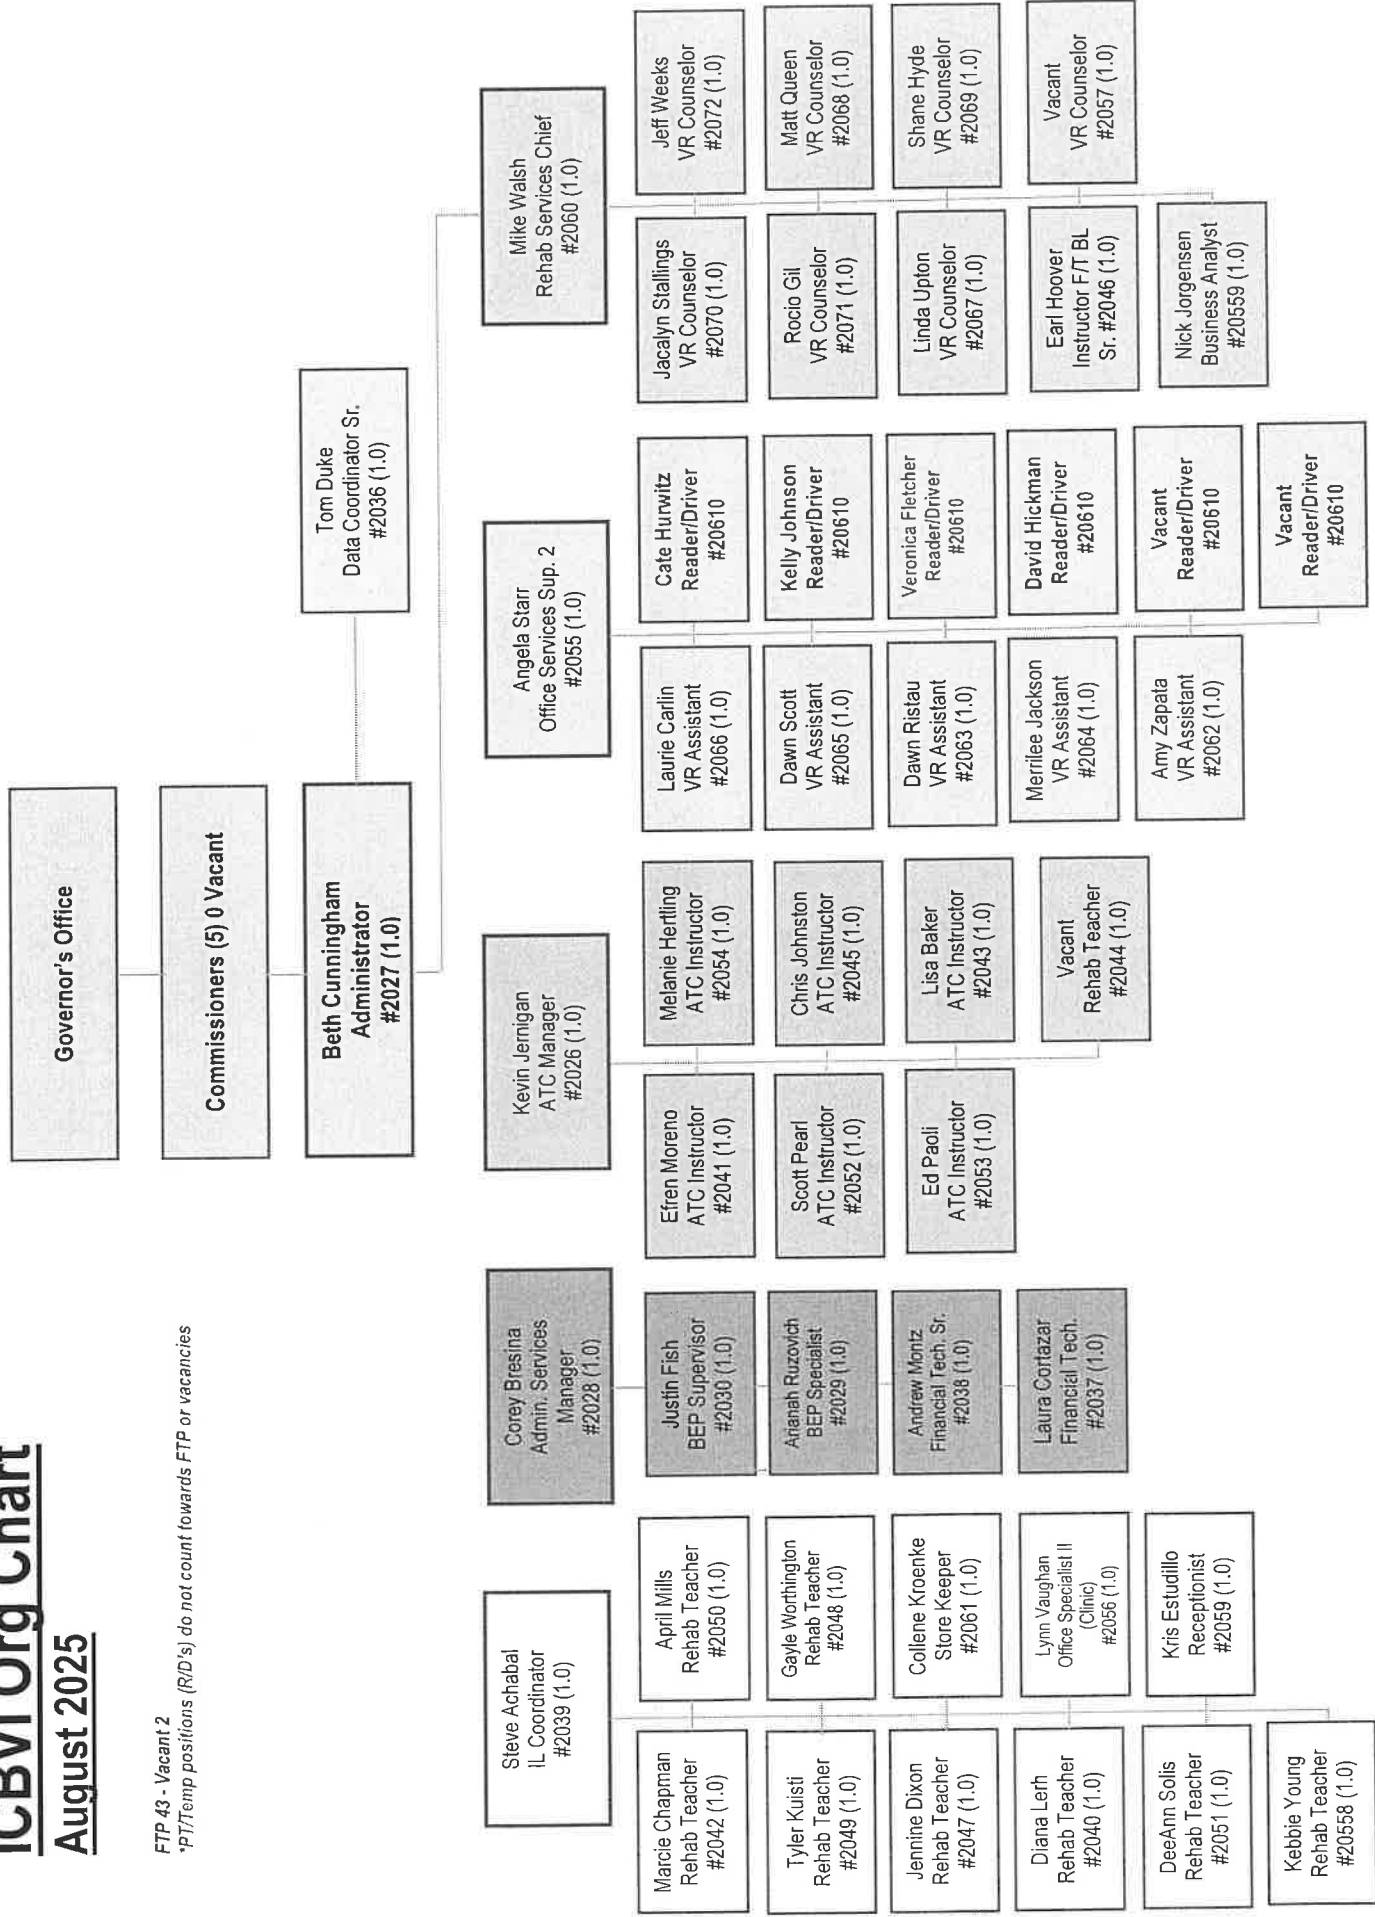 ICBVI Org Chart
August 2025
FTP 43 - Vacant 2
*PT/Temp positions (R/D's) do not count towards FTP or vacancies
Governor's Office
Commissioners (5) 0 Vacant
Beth Cunningham
Administrator
#2027 (1.0)
Tom Duke
Data Coordinator Sr.
#2036 (1.0)
Steve Achabal
IL Coordinator
#2039 (1.0)
Marcie Chapman
Rehab Teacher
#2042 (1.0)
April Mills
Rehab Teacher
#2050 (1.0)
Tyler Kuisti
Rehab Teacher
#2049 (1.0)
Gayle Worthington
Rehab Teacher
#2048 (1.0)
Jennine Dixon
Rehab Teacher
#2047 (1.0)
Collene Kroenke
Store Keeper
#2061 (1.0)
Diana Lerh
Rehab Teacher
#2040 (1.0)
Lynn Vaughan
Office Specialist II
(Clinic)
#2056 (1.0)
DeeAnn Solis
Rehab Teacher
#2051 (1.0)
Kris Estudillo
Receptionist
#2059 (1.0)
Kebbie Young
Rehab Teacher
#20558 (1.0)
Corey Bresina
Admin. Services
Manager
#2028 (1.0)
Justin Fish
BEP Supervisor
#2030 (1.0)
Arianah Ruzovich
BEP Specialist
#2029 (1.0)
Andrew Montz
Financial Tech. Sr.
#2038 (1.0)
Laura Cortazar
Financial Tech.
#2037 (1.0)
Kevin Jernigan
ATC Manager
#2026 (1.0)
Efren Moreno
ATC Instructor
#2041 (1.0)
Melanie Hertling
ATC Instructor
#2054 (1.0)
Scott Pearl
ATC Instructor
#2052 (1.0)
Chris Johnston
ATC Instructor
#2045 (1.0)
Ed Paoli
ATC Instructor
#2053 (1.0)
Lisa Baker
ATC Instructor
#2043 (1.0)
Vacant
Rehab Teacher
#2044 (1.0)
Angela Starr
Office Services Sup. 2
#2055 (1.0)
Laurie Carlin
VR Assistant
#2066 (1.0)
Cate Hurwitz
Reader/Driver
#20610
Dawn Scott
VR Assistant
#2065 (1.0)
Kelly Johnson
Reader/Driver
#20610
Dawn Ristau
VR Assistant
#2063 (1.0)
Veronica Fletcher
Reader/Driver
#20610
Merrilee Jackson
VR Assistant
#2064 (1.0)
David Hickman
Reader/Driver
#20610
Amy Zapata
VR Assistant
#2062 (1.0)
Vacant
Reader/Driver
#20610
Vacant
Reader/Driver
#20610
Mike Walsh
Rehab Services Chief
#2060 (1.0)
Jacalyn Stallings
VR Counselor
#2070 (1.0)
Jeff Weeks
VR Counselor
#2072 (1.0)
Rocio Gil
VR Counselor
#2071 (1.0)
Matt Queen
VR Counselor
#2068 (1.0)
Linda Upton
VR Counselor
#2067 (1.0)
Shane Hyde
VR Counselor
#2069 (1.0)
Earl Hoover
Instructor F/T BL
Sr. #2046 (1.0)
Vacant
VR Counselor
#2057 (1.0)
Nick Jorgensen
Business Analyst
#20559 (1.0)